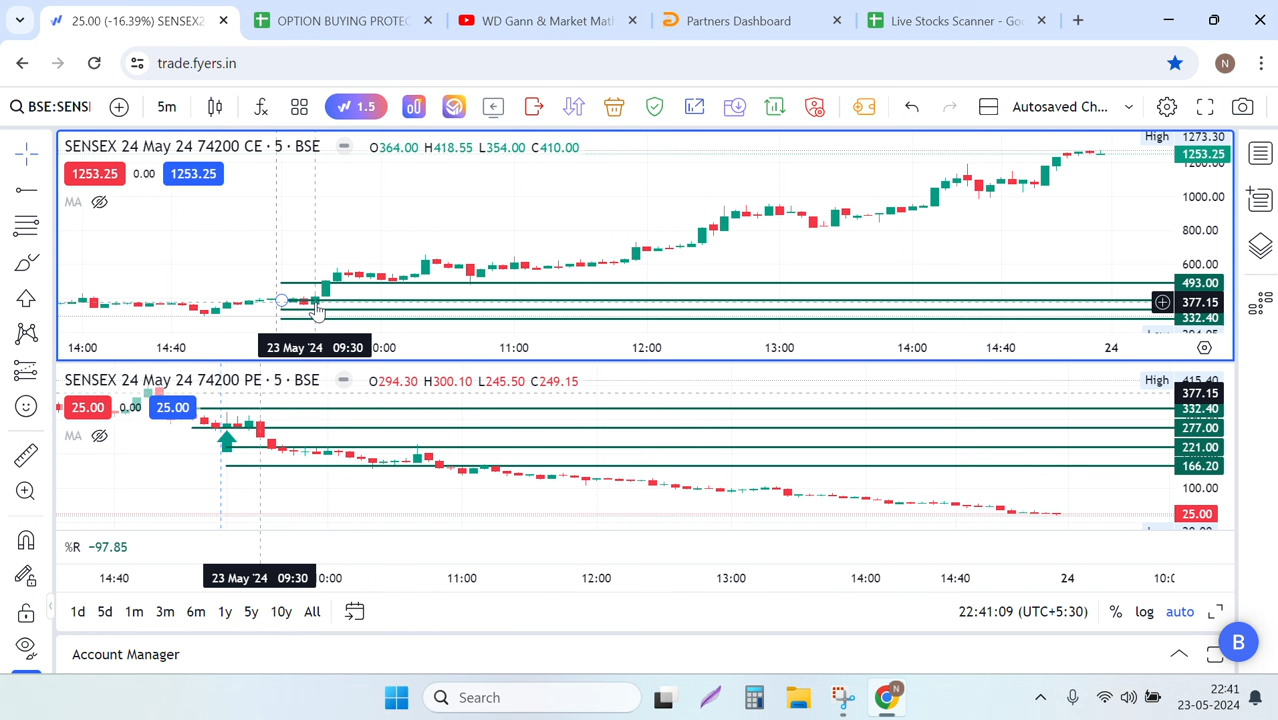 25.00 (-16.39%) SENSEX2
OPTION BUYING PROTEC
WD Gann & Market Math
Partners Dashboard
Live Stocks Scanner - Goo
trade.fyers.in
N
BSE:SENSI
5m
1.5
Autosaved Ch...
SENSEX 24 May 24 74200 CE · 5 · BSE
O364.00 H418.55 L354.00 C410.00
High 1273.30
1253.25 0.00 1253.25
1253.25
MA
1000.00
800.00
600.00
493.00
377.15
332.40
14:00 14:40 23 May '24 09:30 0:00 11:00 12:00 13:00 14:00 14:40 24
SENSEX 24 May 24 74200 PE · 5 · BSE
O294.30 H300.10 L245.50 C249.15
High 415.40
377.15
25.00 0.00 25.00
332.40
277.00
MA
221.00
166.20
100.00
25.00
%R −97.85
14:40 23 May '24 09:30 0:00 11:00 12:00 13:00 14:00 14:40 24 10:0
1d 5d 1m 3m 6m 1y 5y 10y All
22:41:09 (UTC+5:30) % log auto
B
Account Manager
Search
N
22:41
23-05-2024